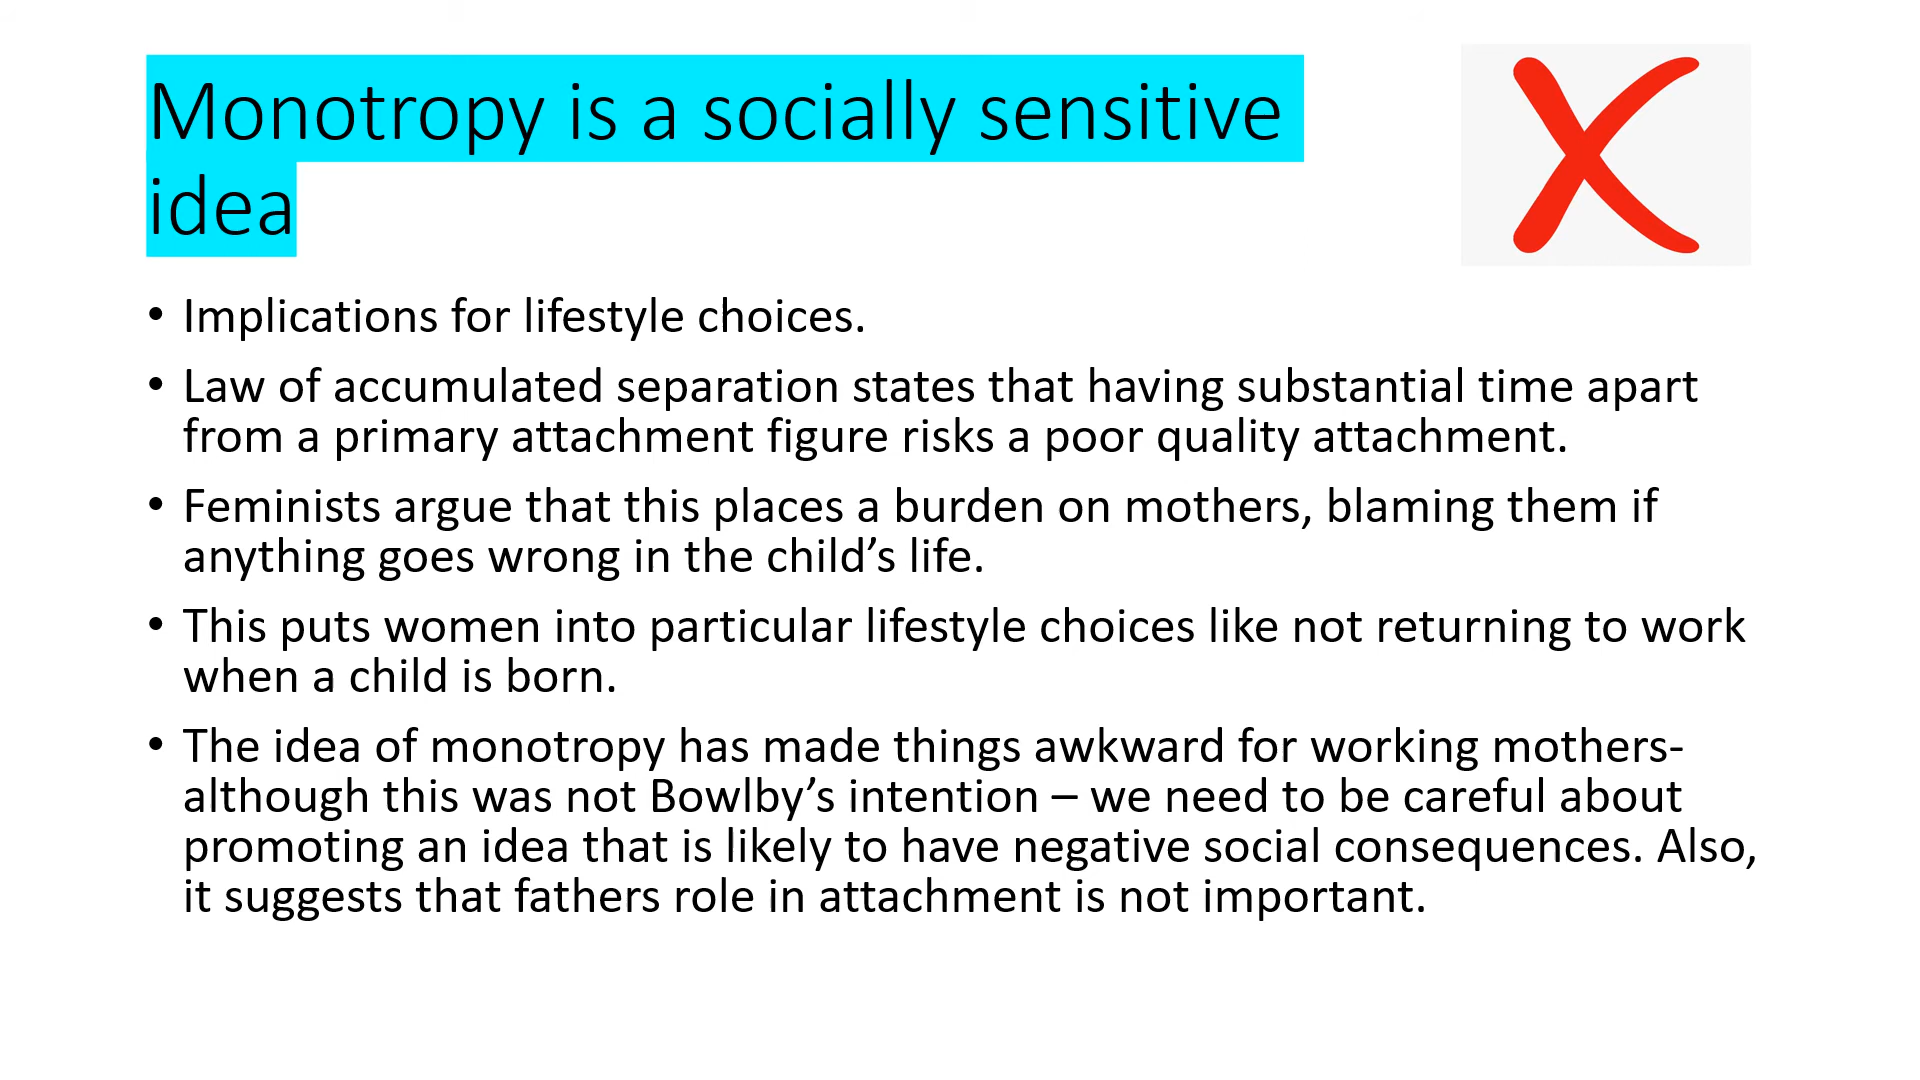 Monotropy is a socially sensitive
idea
• Implications for lifestyle choices.
• Law of accumulated separation states that having substantial time apart
from a primary attachment figure risks a poor quality attachment.
• Feminists argue that this places a burden on mothers, blaming them if
anything goes wrong in the child’s life.
• This puts women into particular lifestyle choices like not returning to work
when a child is born.
• The idea of monotropy has made things awkward for working mothers-
although this was not Bowlby’s intention – we need to be careful about
promoting an idea that is likely to have negative social consequences. Also,
it suggests that fathers role in attachment is not important.